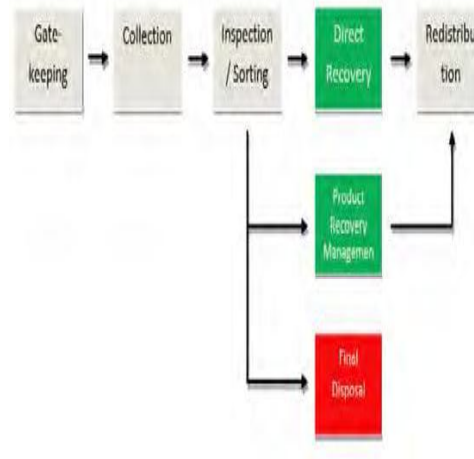 Gate-
keeping
Collection
Inspection
/ Sorting
Direct
Recovery
Redistribu
tion
Product
Recovery
Managemen
Final
Disposal